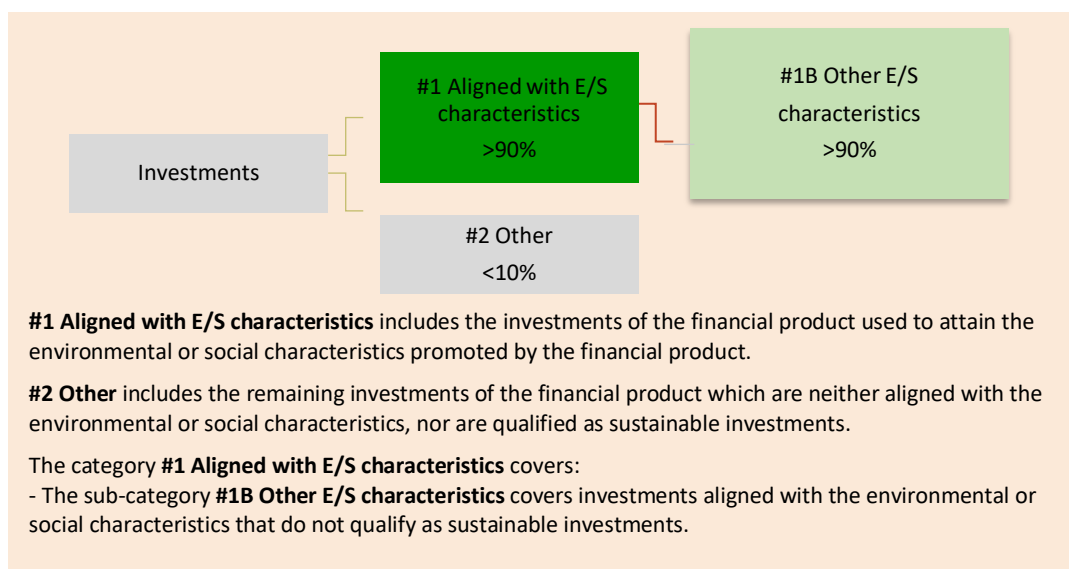 Investments
#1 Aligned with E/S
characteristics
>90%
#1B Other E/S
characteristics
>90%
#2 Other
<10%
#1 Aligned with E/S characteristics includes the investments of the financial product used to attain the
environmental or social characteristics promoted by the financial product.
#2 Other includes the remaining investments of the financial product which are neither aligned with the
environmental or social characteristics, nor are qualified as sustainable investments.
The category #1 Aligned with E/S characteristics covers:
- The sub-category #1B Other E/S characteristics covers investments aligned with the environmental or
social characteristics that do not qualify as sustainable investments.